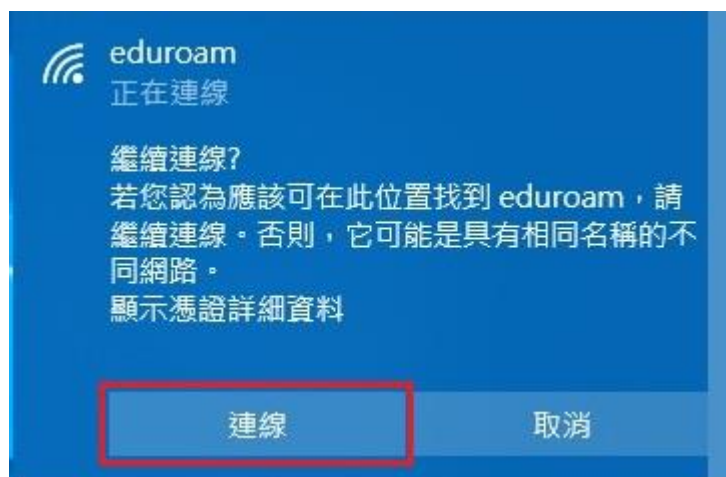 eduroam
正在連線
繼續連線?
若您認為應該可在此位置找到 eduroam，請
繼續連線。否則，它可能是具有相同名稱的不
同網路。
顯示憑證詳細資料
連線
取消